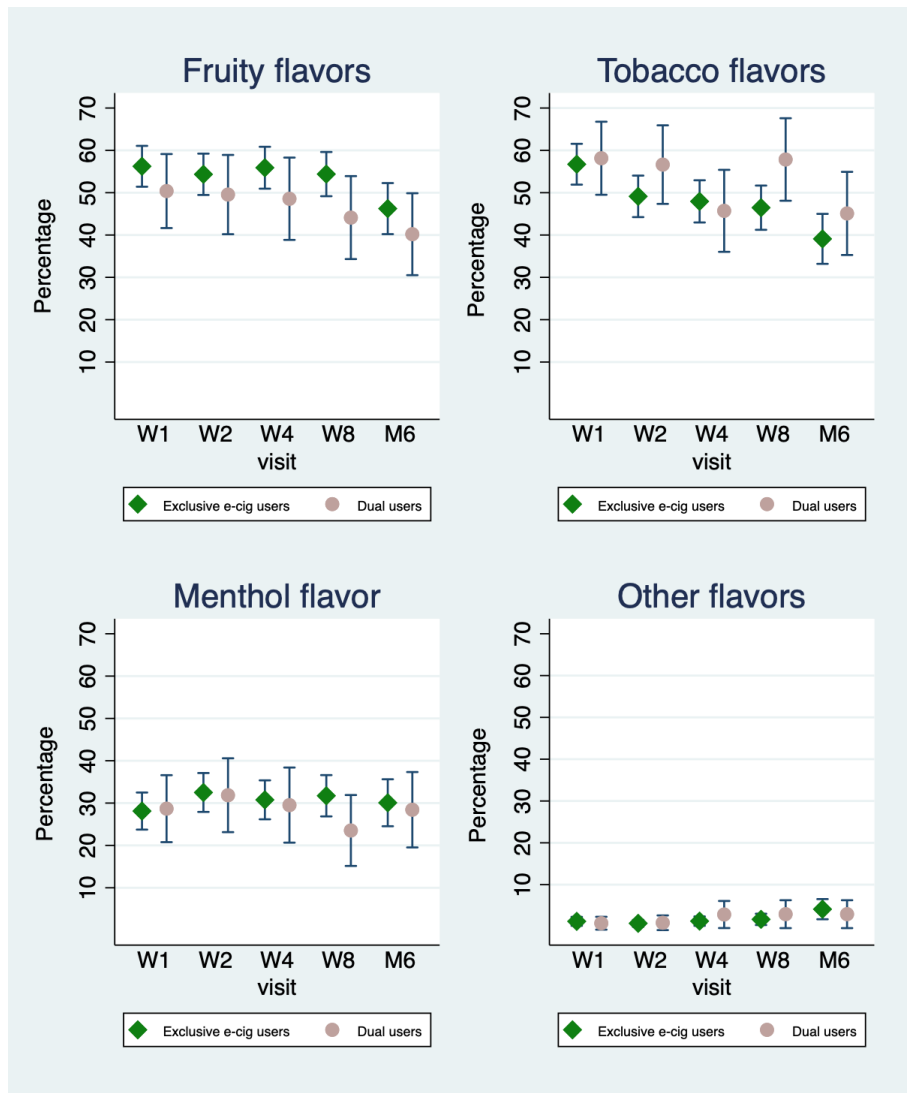 Fruity flavors
Percentage
70
60
50
40
30
20
10
W1 W2 W4 W8 M6
visit
Exclusive e-cig users Dual users
Tobacco flavors
Percentage
70
60
50
40
30
20
10
W1 W2 W4 W8 M6
visit
Exclusive e-cig users Dual users
Menthol flavor
Percentage
70
60
50
40
30
20
10
W1 W2 W4 W8 M6
visit
Exclusive e-cig users Dual users
Other flavors
Percentage
70
60
50
40
30
20
10
W1 W2 W4 W8 M6
visit
Exclusive e-cig users Dual users